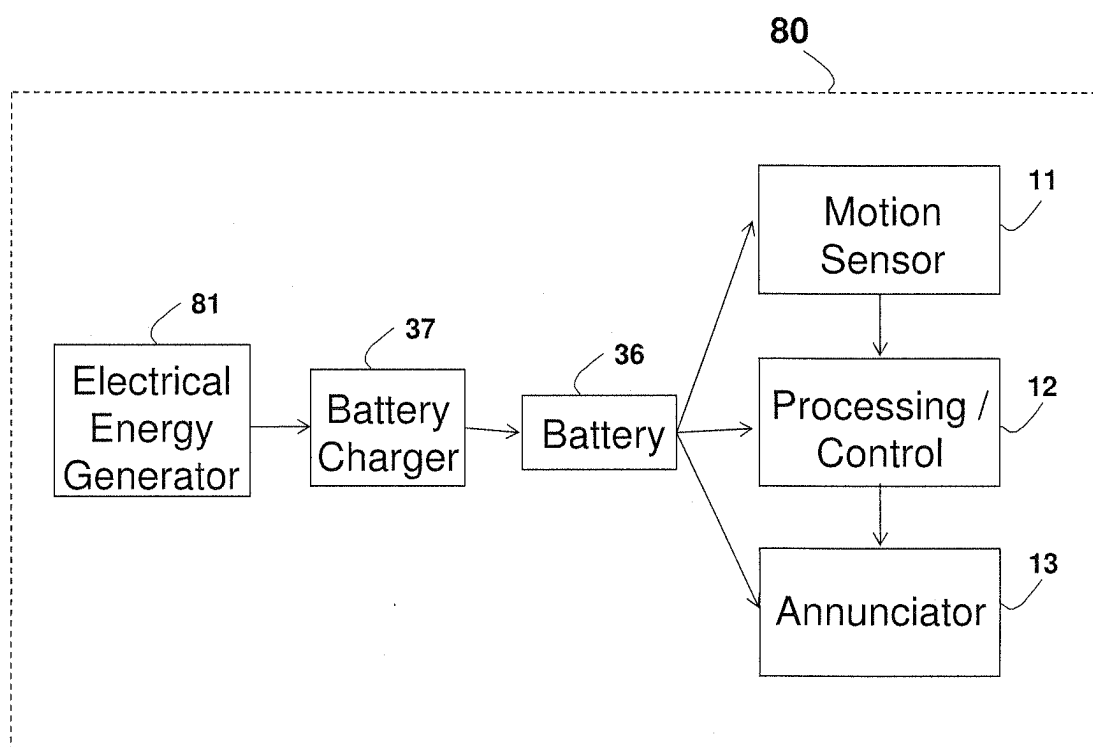 80
11
Motion
Sensor
81
37
36
12
Electrical
Energy
Generator
Battery
Charger
Battery
Processing /
Control
13
Annunciator